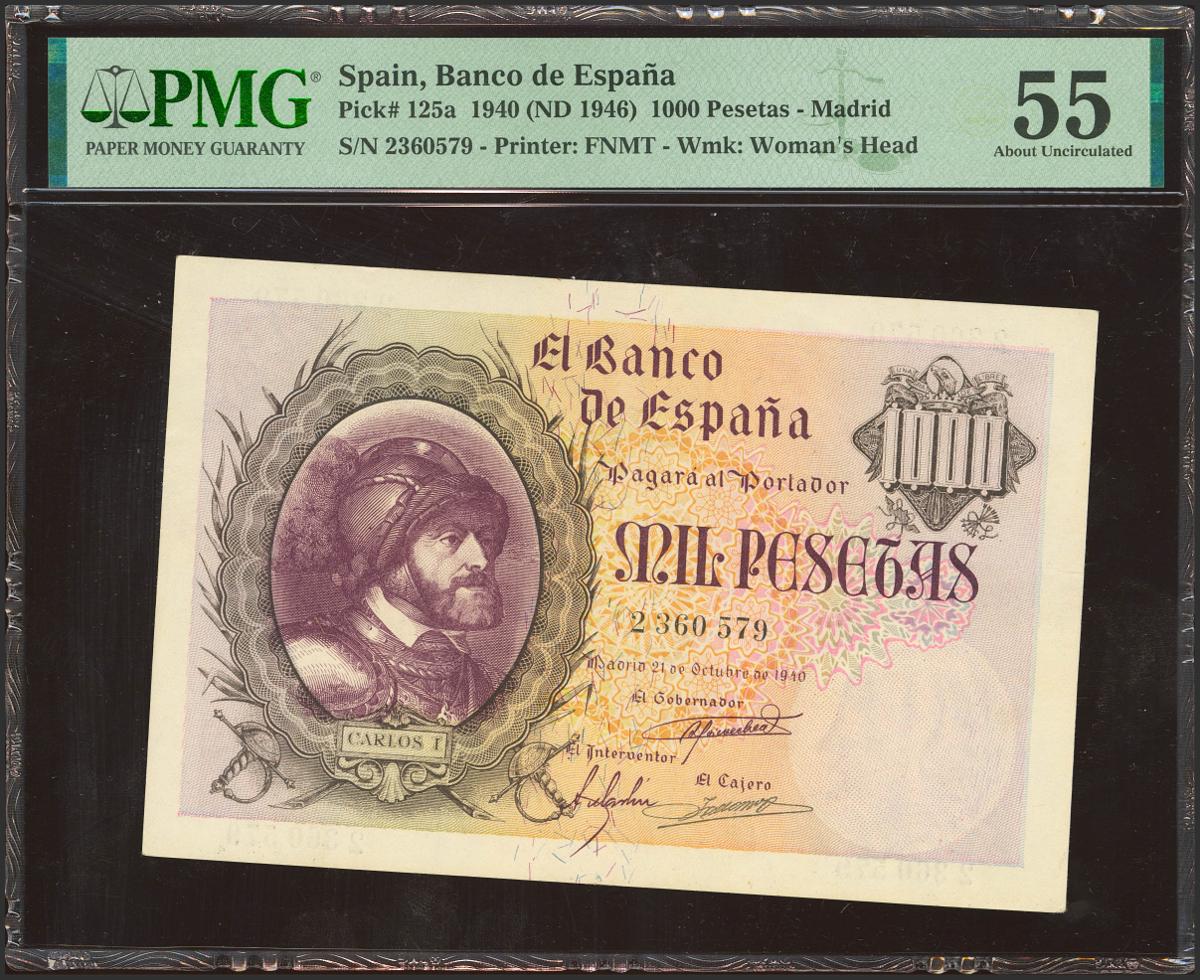 PMG®
PAPER MONEY GUARANTY
Spain, Banco de España
Pick# 125a 1940 (ND 1946) 1000 Pesetas - Madrid
S/N 2360579 - Printer: FNMT - Wmk: Woman's Head
55
About Uncirculated
El Banco
de España
Pagará al Portador
MIL PESETAS
2 360 579
Madrid 21 de Octubre de 1940
El Gobernador
El Interventor
El Cajero
CARLOS I
UNA
1000